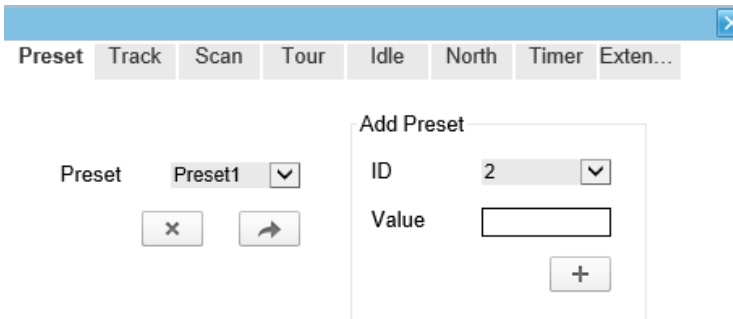 Preset Track Scan Tour Idle North Timer Exten...
Add Preset
Preset Preset1 ID 2
Value